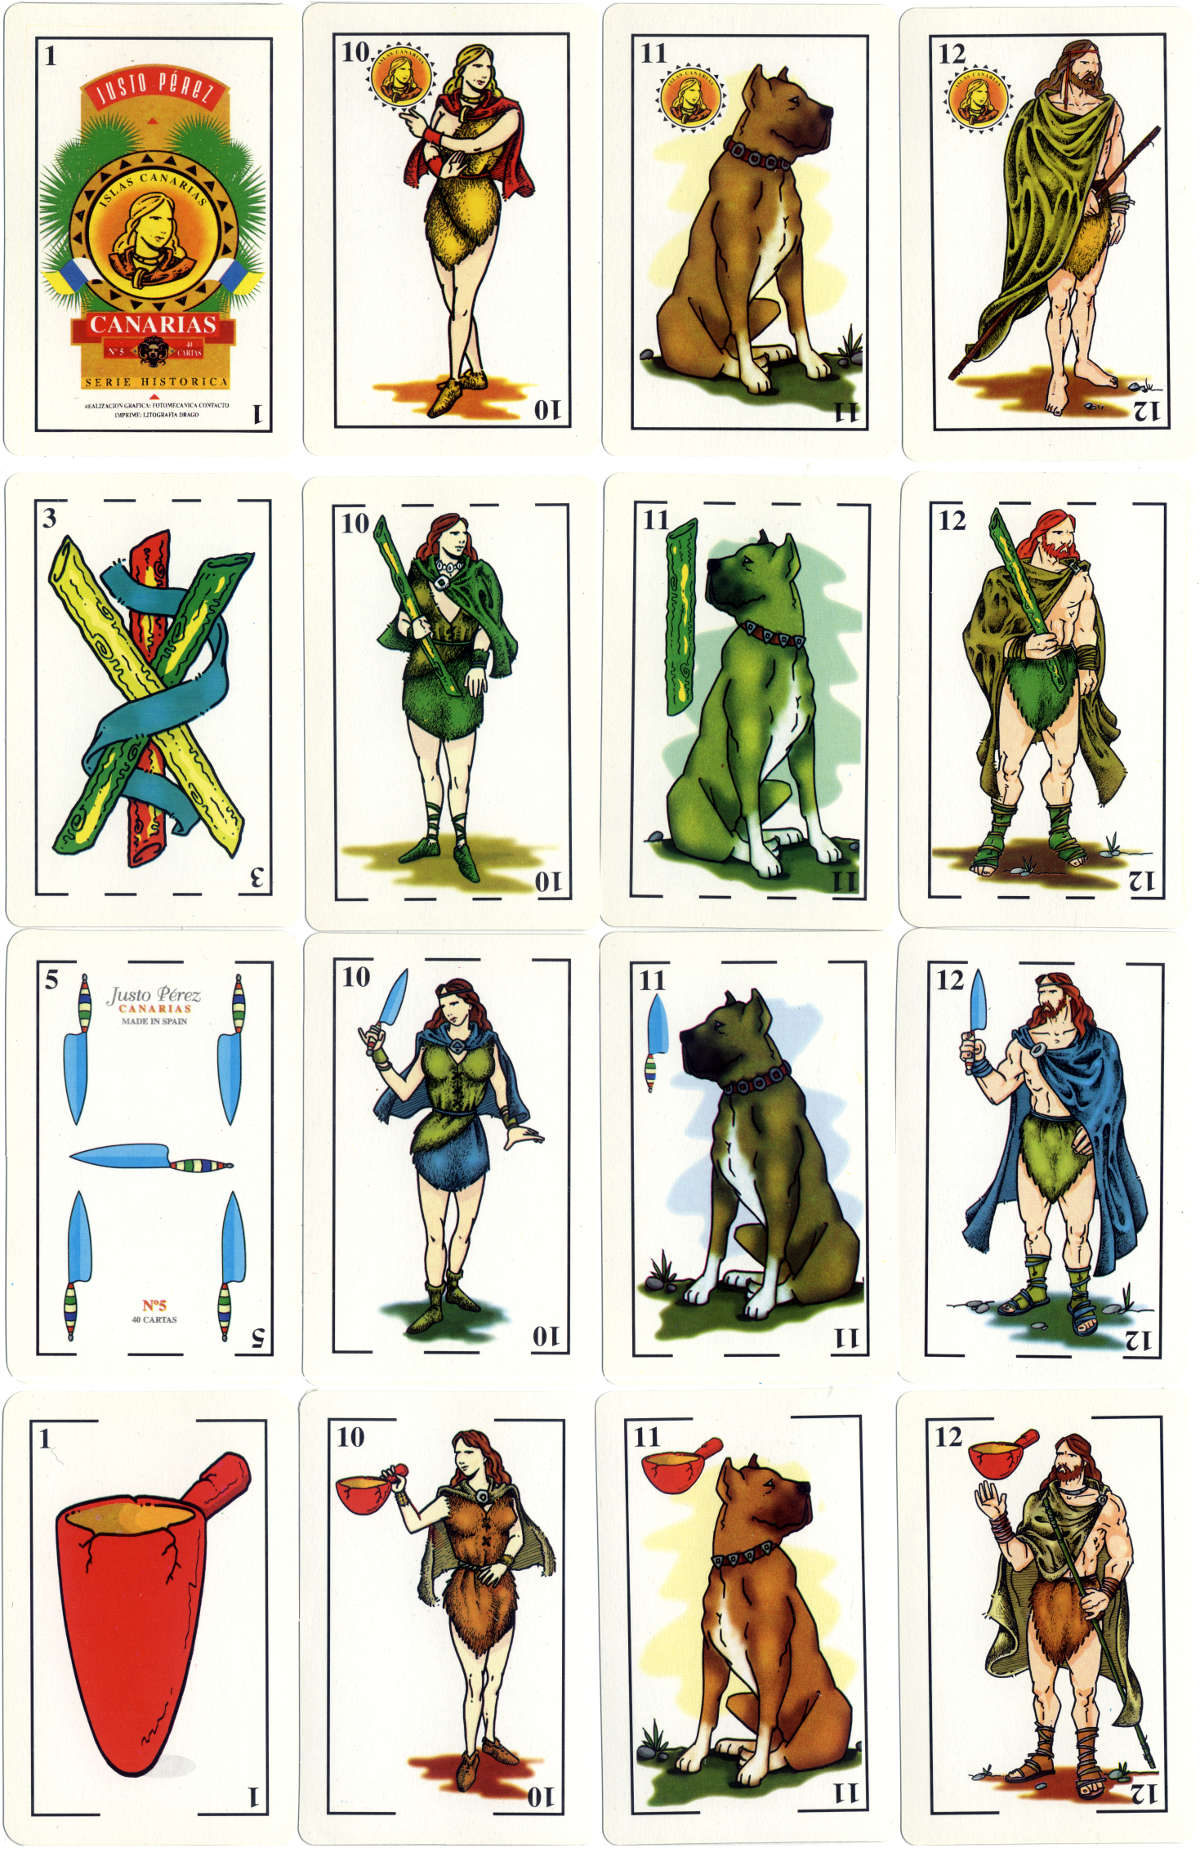 1
JUSTO PÉREZ
ISLAS CANARIAS
CANARIAS
Nº 5
40
CARTAS
SERIE HISTORICA
REALIZACION GRAFICA: FOTOMECANICA CONTACTO
IMPRIME: LITOGRAFIA DRAGO
1
10
ISLAS CANARIAS
10
11
ISLAS CANARIAS
11
12
ISLAS CANARIAS
12
3
3
10
10
11
11
12
12
5
Justo Pérez
CANARIAS
MADE IN SPAIN
Nº5
40 CARTAS
5
10
10
11
11
12
12
1
1
10
10
11
11
12
12